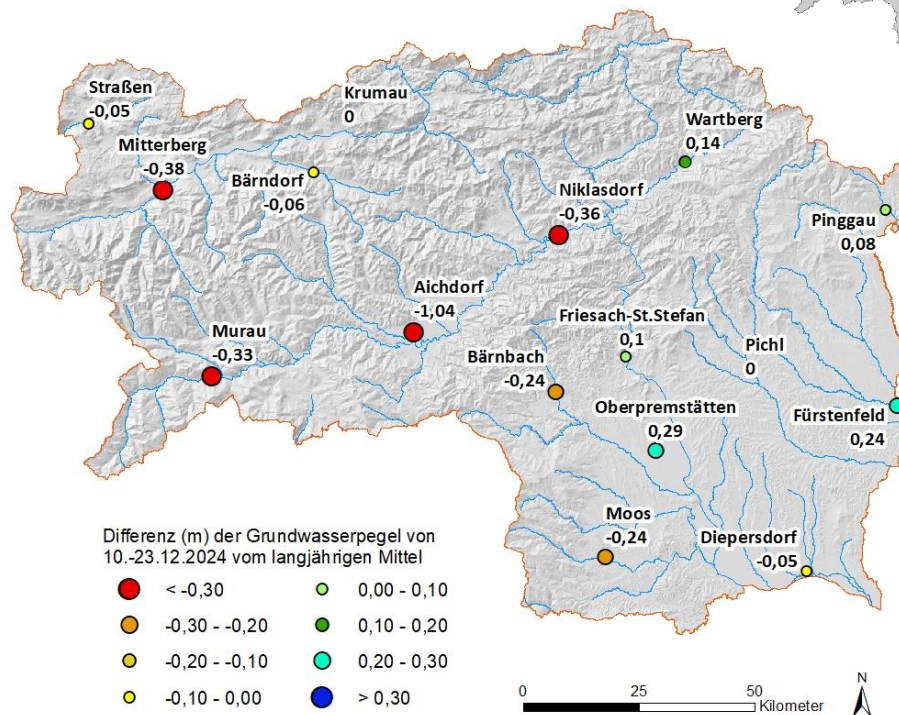 Straßen
-0,05
Krumau
0
Wartberg
0,14
Mitterberg
-0,38
Bärndorf
-0,06
Niklasdorf
-0,36
Pinggau
0,08
Aichdorf
-1,04
Murau
-0,33
Friesach-St.Stefan
0,1
Bärnbach
-0,24
Pichl
0
Oberpremstätten
0,29
Fürstenfeld
0,24
Moos
-0,24
Diepersdorf
-0,05
Differenz (m) der Grundwasserpegel von
10.-23.12.2024 vom langjährigen Mittel
< -0,30
-0,30 - -0,20
-0,20 - -0,10
-0,10 - 0,00
0,00 - 0,10
0,10 - 0,20
0,20 - 0,30
> 0,30
0 25 50
Kilometer
N